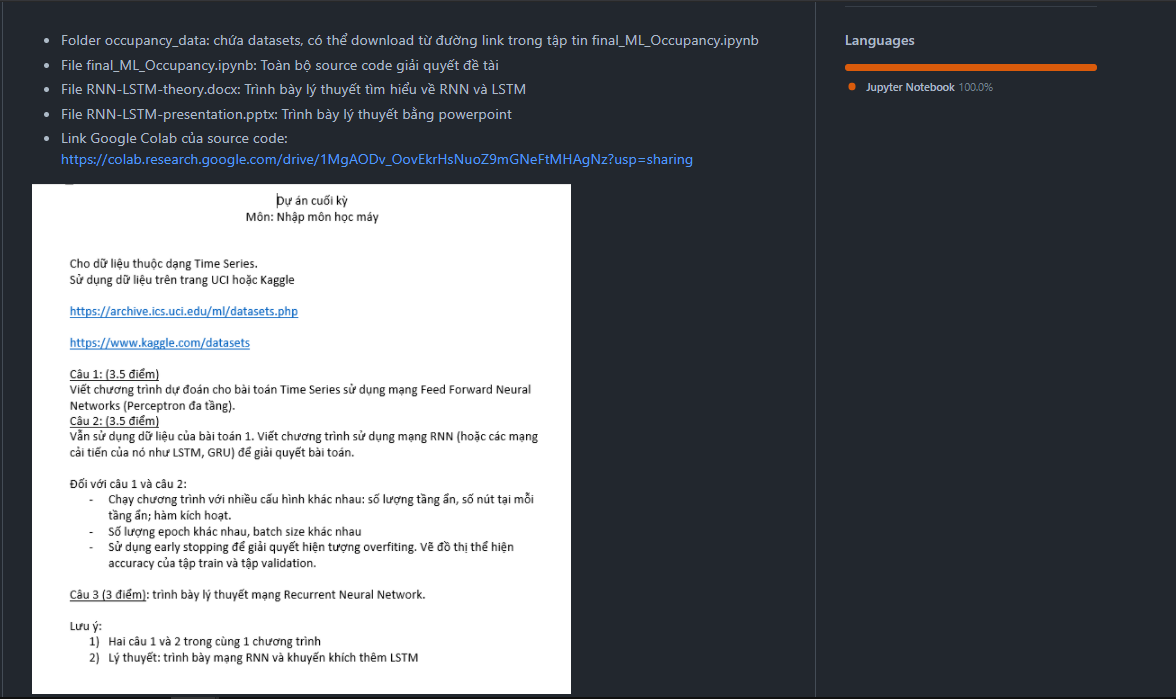 Folder occupancy_data: chứa datasets, có thể download từ đường link trong tập tin final_ML_Occupancy.ipynb
File final_ML_Occupancy.ipynb: Toàn bộ source code giải quyết đề tài
File RNN-LSTM-theory.docx: Trình bày lý thuyết tìm hiểu về RNN và LSTM
File RNN-LSTM-presentation.pptx: Trình bày lý thuyết bằng powerpoint
Link Google Colab của source code:
https://colab.research.google.com/drive/1MgAODv_OovEkrHsNuoZ9mGNeFtMHAgNz?usp=sharing
Dự án cuối kỳ
Môn: Nhập môn học máy
Cho dữ liệu thuộc dạng Time Series.
Sử dụng dữ liệu trên trang UCI hoặc Kaggle
https://archive.ics.uci.edu/ml/datasets.php
https://www.kaggle.com/datasets
Câu 1: (3.5 điểm)
Viết chương trình dự đoán cho bài toán Time Series sử dụng mạng Feed Forward Neural
Networks (Perceptron đa tầng).
Câu 2: (3.5 điểm)
Vẫn sử dụng dữ liệu của bài toán 1. Viết chương trình sử dụng mạng RNN (hoặc các mạng
cải tiến của nó như LSTM, GRU) để giải quyết bài toán.
Đối với câu 1 và câu 2:
- Chạy chương trình với nhiều cấu hình khác nhau: số lượng tầng ẩn, số nút tại mỗi
tầng ẩn; hàm kích hoạt.
- Số lượng epoch khác nhau, batch size khác nhau
- Sử dụng early stopping để giải quyết hiện tượng overfiting. Vẽ đồ thị thể hiện
accuracy của tập train và tập validation.
Câu 3 (3 điểm): trình bày lý thuyết mạng Recurrent Neural Network.
Lưu ý:
1) Hai câu 1 và 2 trong cùng 1 chương trình
2) Lý thuyết: trình bày mạng RNN và khuyến khích thêm LSTM
Languages
Jupyter Notebook 100.0%